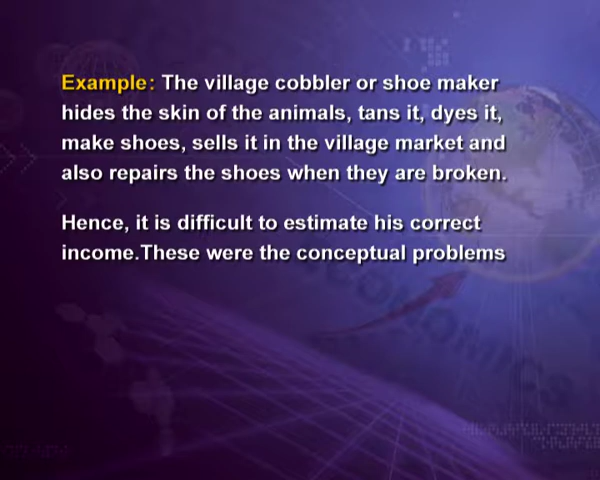 Example: The village cobbler or shoe maker
hides the skin of the animals, tans it, dyes it,
make shoes, sells it in the village market and
also repairs the shoes when they are broken.
Hence, it is difficult to estimate his correct
income.These were the conceptual problems